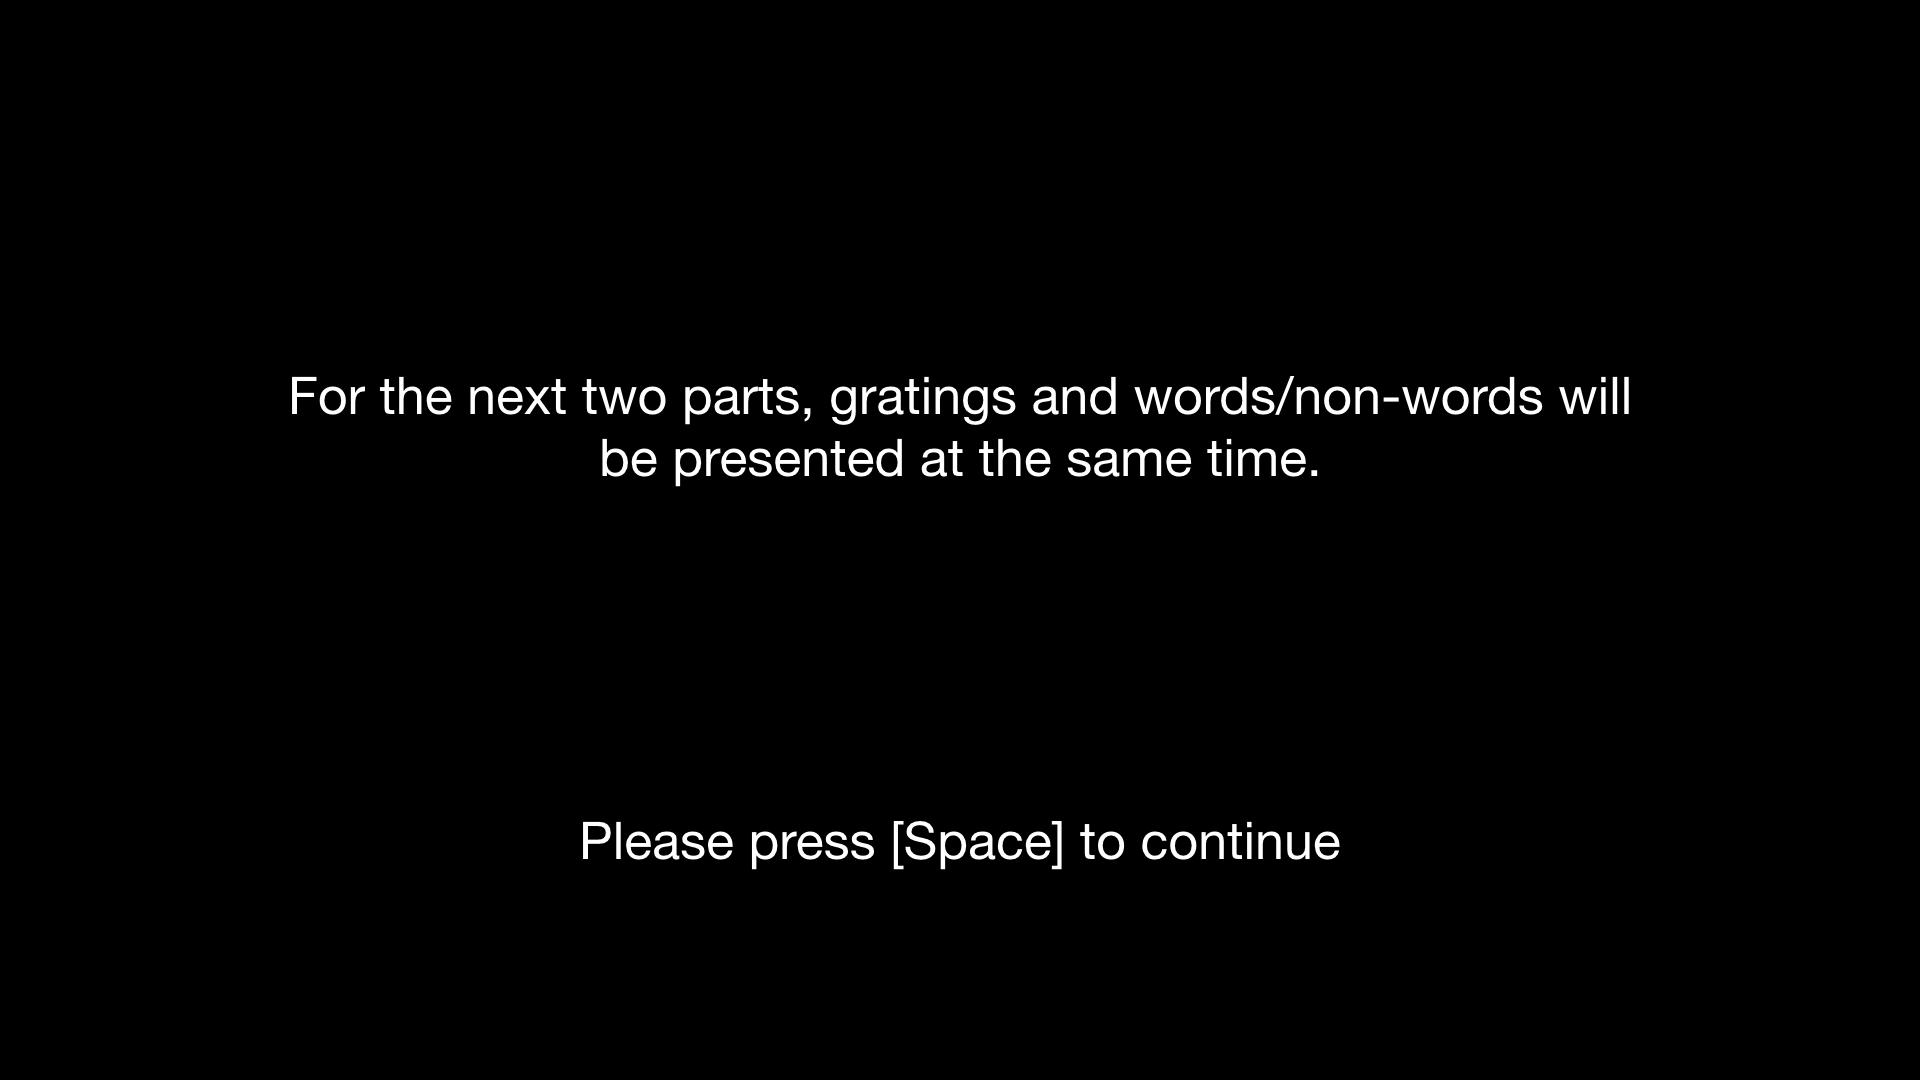 For the next two parts, gratings and words/non-words will
be presented at the same time.
Please press [Space] to continue